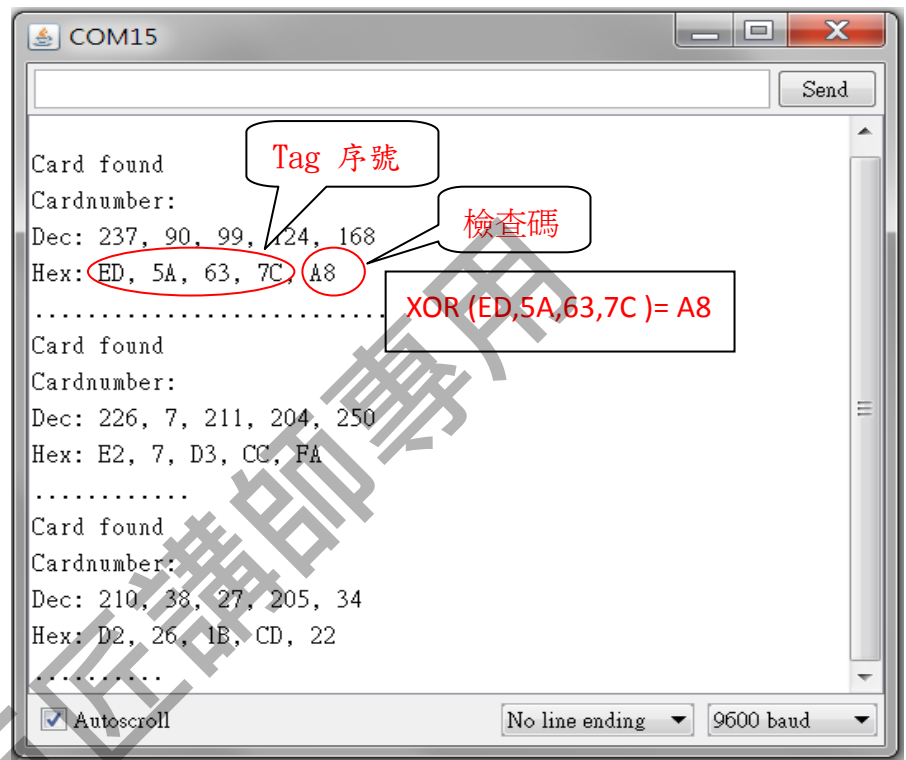 COM15
Send
Card found
Tag 序號
Cardnumber:
檢查碼
Dec: 237, 90, 99, 124, 168
Hex: ED, 5A, 63, 7C, A8
XOR (ED,5A,63,7C )= A8
..............................
Card found
Cardnumber:
Dec: 226, 7, 211, 204, 250
Hex: E2, 7, D3, CC, FA
............
Card found
Cardnumber:
Dec: 210, 38, 27, 205, 34
Hex: D2, 26, 1B, CD, 22
..........
Autoscroll
No line ending
9600 baud
匠講師專用